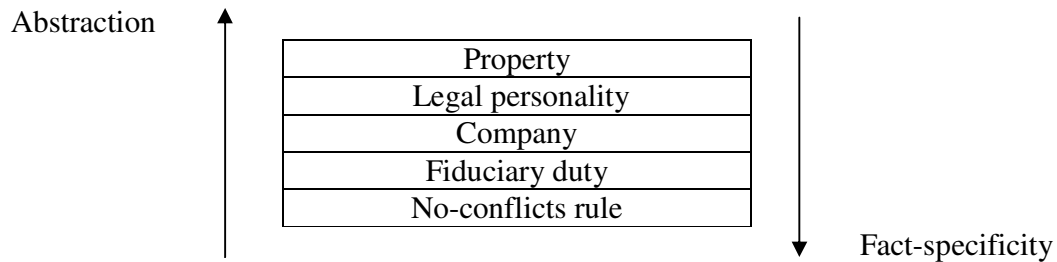 Abstraction
Property
Legal personality
Company
Fiduciary duty
No-conflicts rule
Fact-specificity